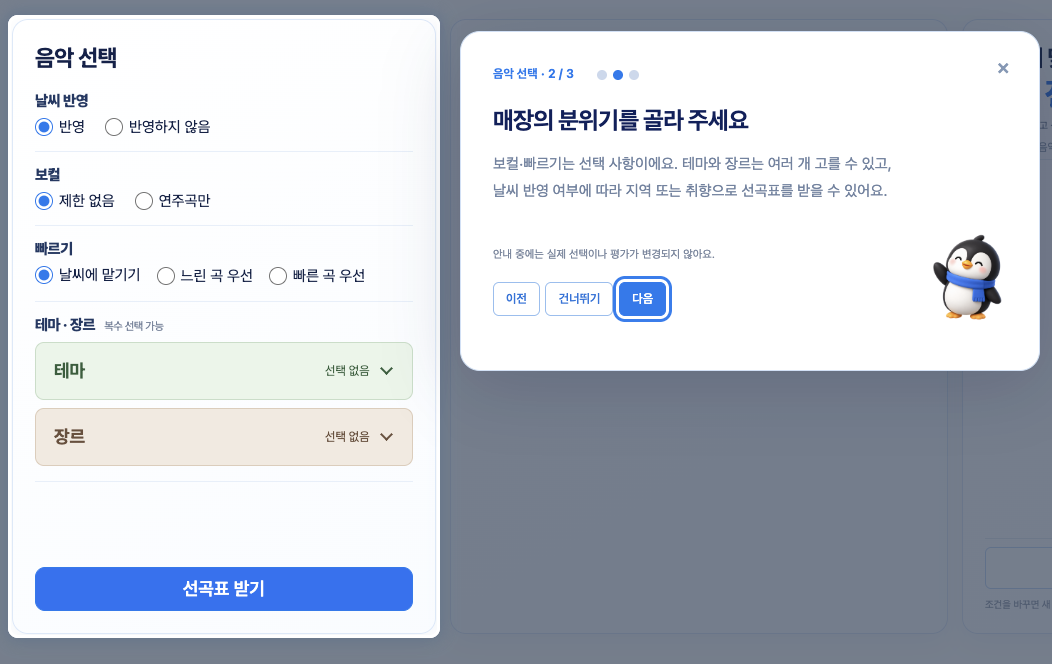 음악 선택
날씨 반영
반영
반영하지 않음
보컬
제한 없음
연주곡만
빠르기
날씨에 맡기기
느린 곡 우선
빠른 곡 우선
테마 · 장르 복수 선택 가능
테마 선택 없음
장르 선택 없음
선곡표 받기
음악 선택 · 2 / 3
매장의 분위기를 골라 주세요
보컬·빠르기는 선택 사항이에요. 테마와 장르는 여러 개 고를 수 있고,
날씨 반영 여부에 따라 지역 또는 취향으로 선곡표를 받을 수 있어요.
안내 중에는 실제 선택이나 평가가 변경되지 않아요.
이전
건너뛰기
다음
조건을 바꾸면 새